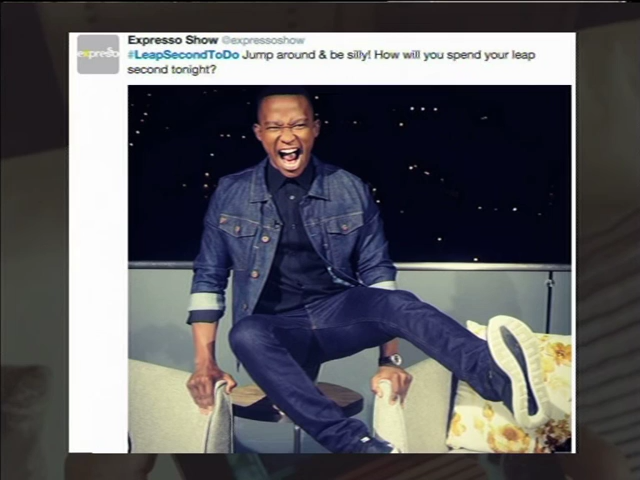 expresso
Expresso Show @expressoshow
#LeapSecondToDo Jump around & be silly! How will you spend your leap
second tonight?